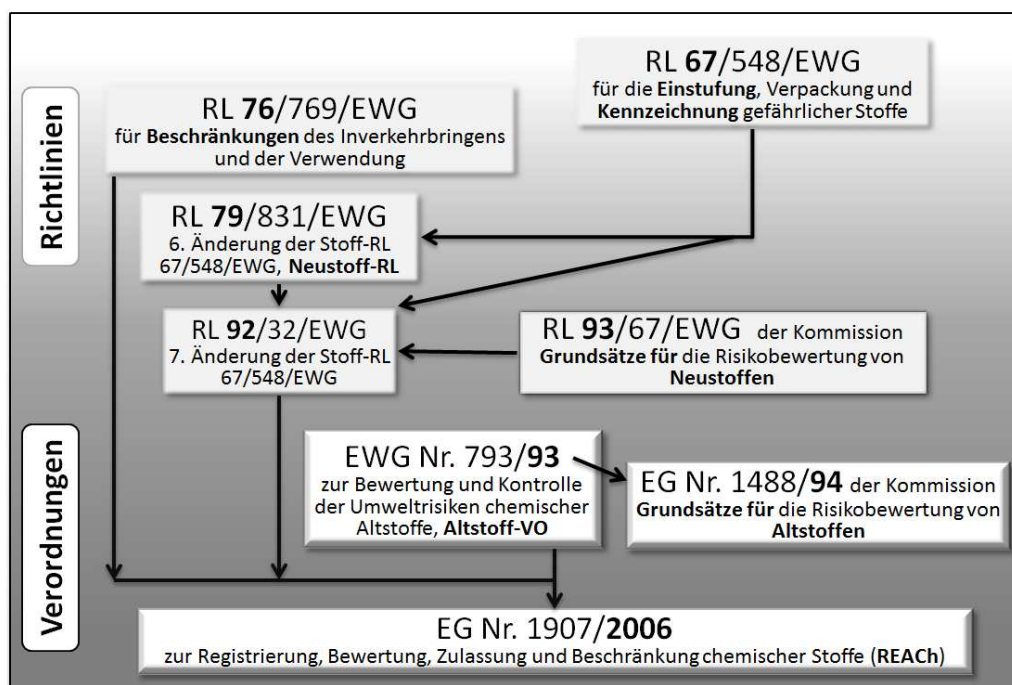 Richtlinien
RL 67/548/EWG
für die Einstufung, Verpackung und
Kennzeichnung gefährlicher Stoffe
RL 76/769/EWG
für Beschränkungen des Inverkehrbringens
und der Verwendung
RL 79/831/EWG
6. Änderung der Stoff-RL
67/548/EWG, Neustoff-RL
RL 92/32/EWG
7. Änderung der Stoff-RL
67/548/EWG
RL 93/67/EWG der Kommission
Grundsätze für die Risikobewertung von
Neustoffen
Verordnungen
EWG Nr. 793/93
zur Bewertung und Kontrolle
der Umweltrisiken chemischer
Altstoffe, Altstoff-VO
EG Nr. 1488/94 der Kommission
Grundsätze für die Risikobewertung von
Altstoffen
EG Nr. 1907/2006
zur Registrierung, Bewertung, Zulassung und Beschränkung chemischer Stoffe (REACh)